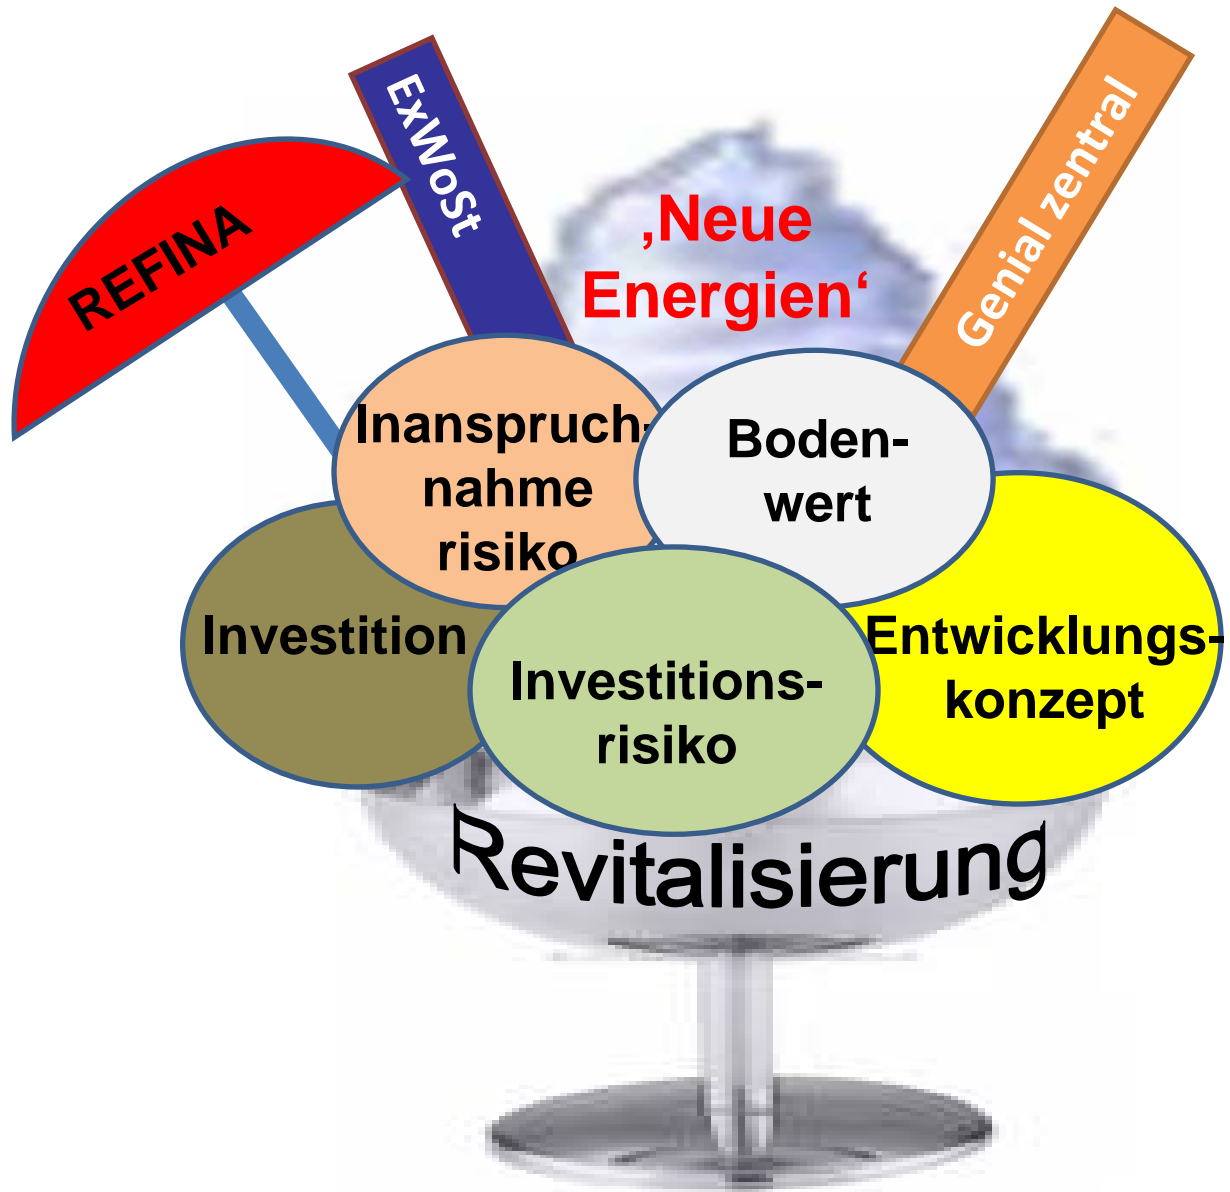 ExWoSt
Genial zentral
REFINA
‚Neue
Energien‘
Inanspruch-
nahme
risiko
Boden-
wert
Investition
Investitions-
risiko
Entwicklungs-
konzept
Revitalisierung